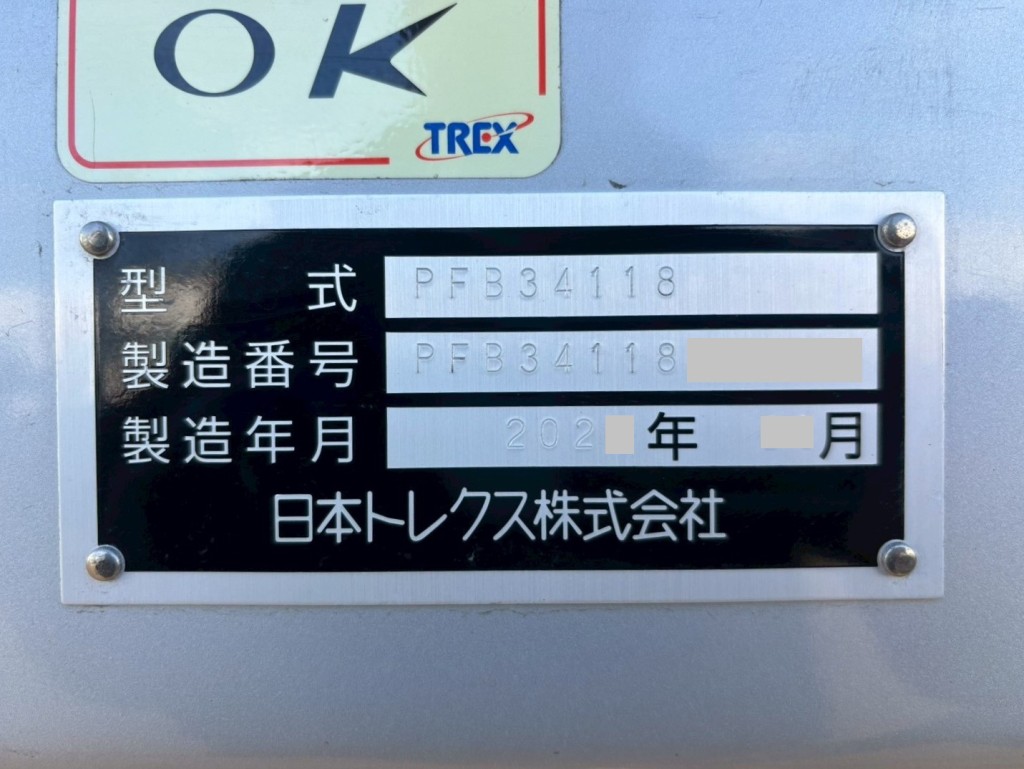 OK
TREX
型式 PFB34118
製造番号 PFB34118
製造年月 202 年 月
日本トレクス株式会社